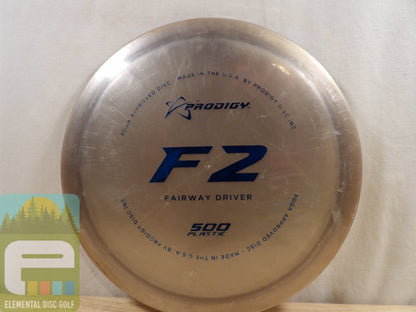 PDGA APPROVED DISC - MADE IN THE U.S.A. BY PRODIGY DISC INC
PRODIGY
F2
FAIRWAY DRIVER
500
PLASTIC
PDGA APPROVED DISC - MADE IN THE U.S.A. BY PRODIGY DISC INC
e
ELEMENTAL DISC GOLF